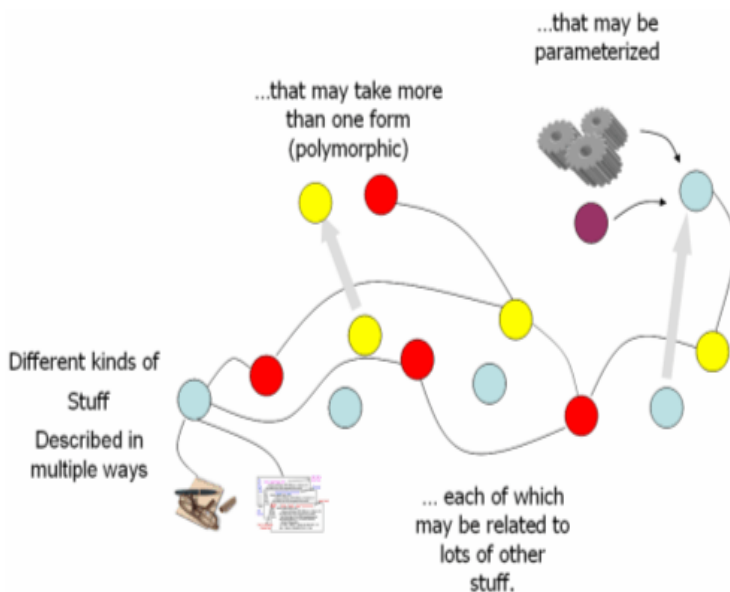 ...that may be
parameterized
...that may take more
than one form
(polymorphic)
Different kinds of
Stuff
Described in
multiple ways
... each of which
may be related to
lots of other
stuff.